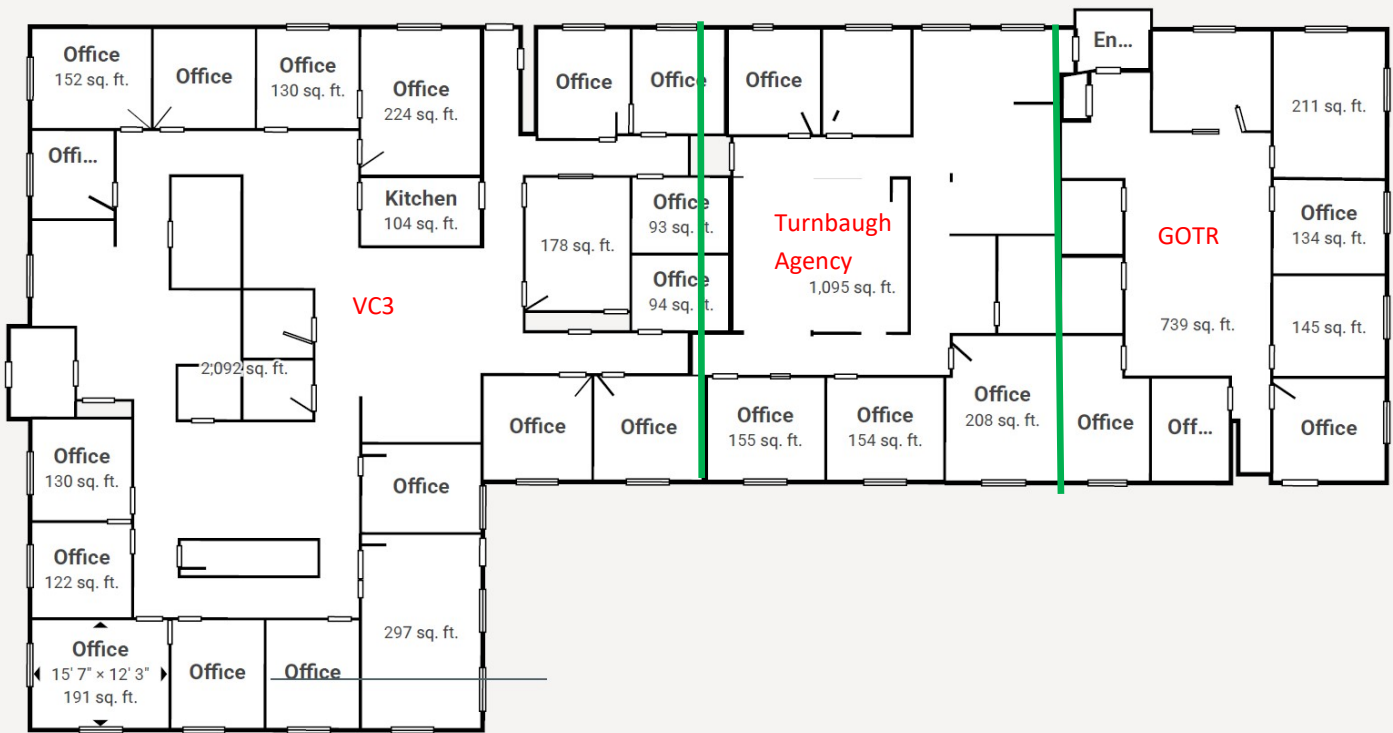 Office
152 sq. ft.
Office
Office
130 sq. ft.
Office
224 sq. ft.
Office
Office
Office
En...
211 sq. ft.
Offi...
Kitchen
104 sq. ft.
178 sq. ft.
Office
93 sq. ft.
Office
94 sq. ft.
Turnbaugh
Agency
1,095 sq. ft.
GOTR
739 sq. ft.
Office
134 sq. ft.
145 sq. ft.
VC3
2,092 sq. ft.
Office
Office
Office
155 sq. ft.
Office
154 sq. ft.
Office
208 sq. ft.
Office
Off...
Office
Office
130 sq. ft.
Office
Office
122 sq. ft.
297 sq. ft.
Office
15' 7" × 12' 3"
191 sq. ft.
Office
Office